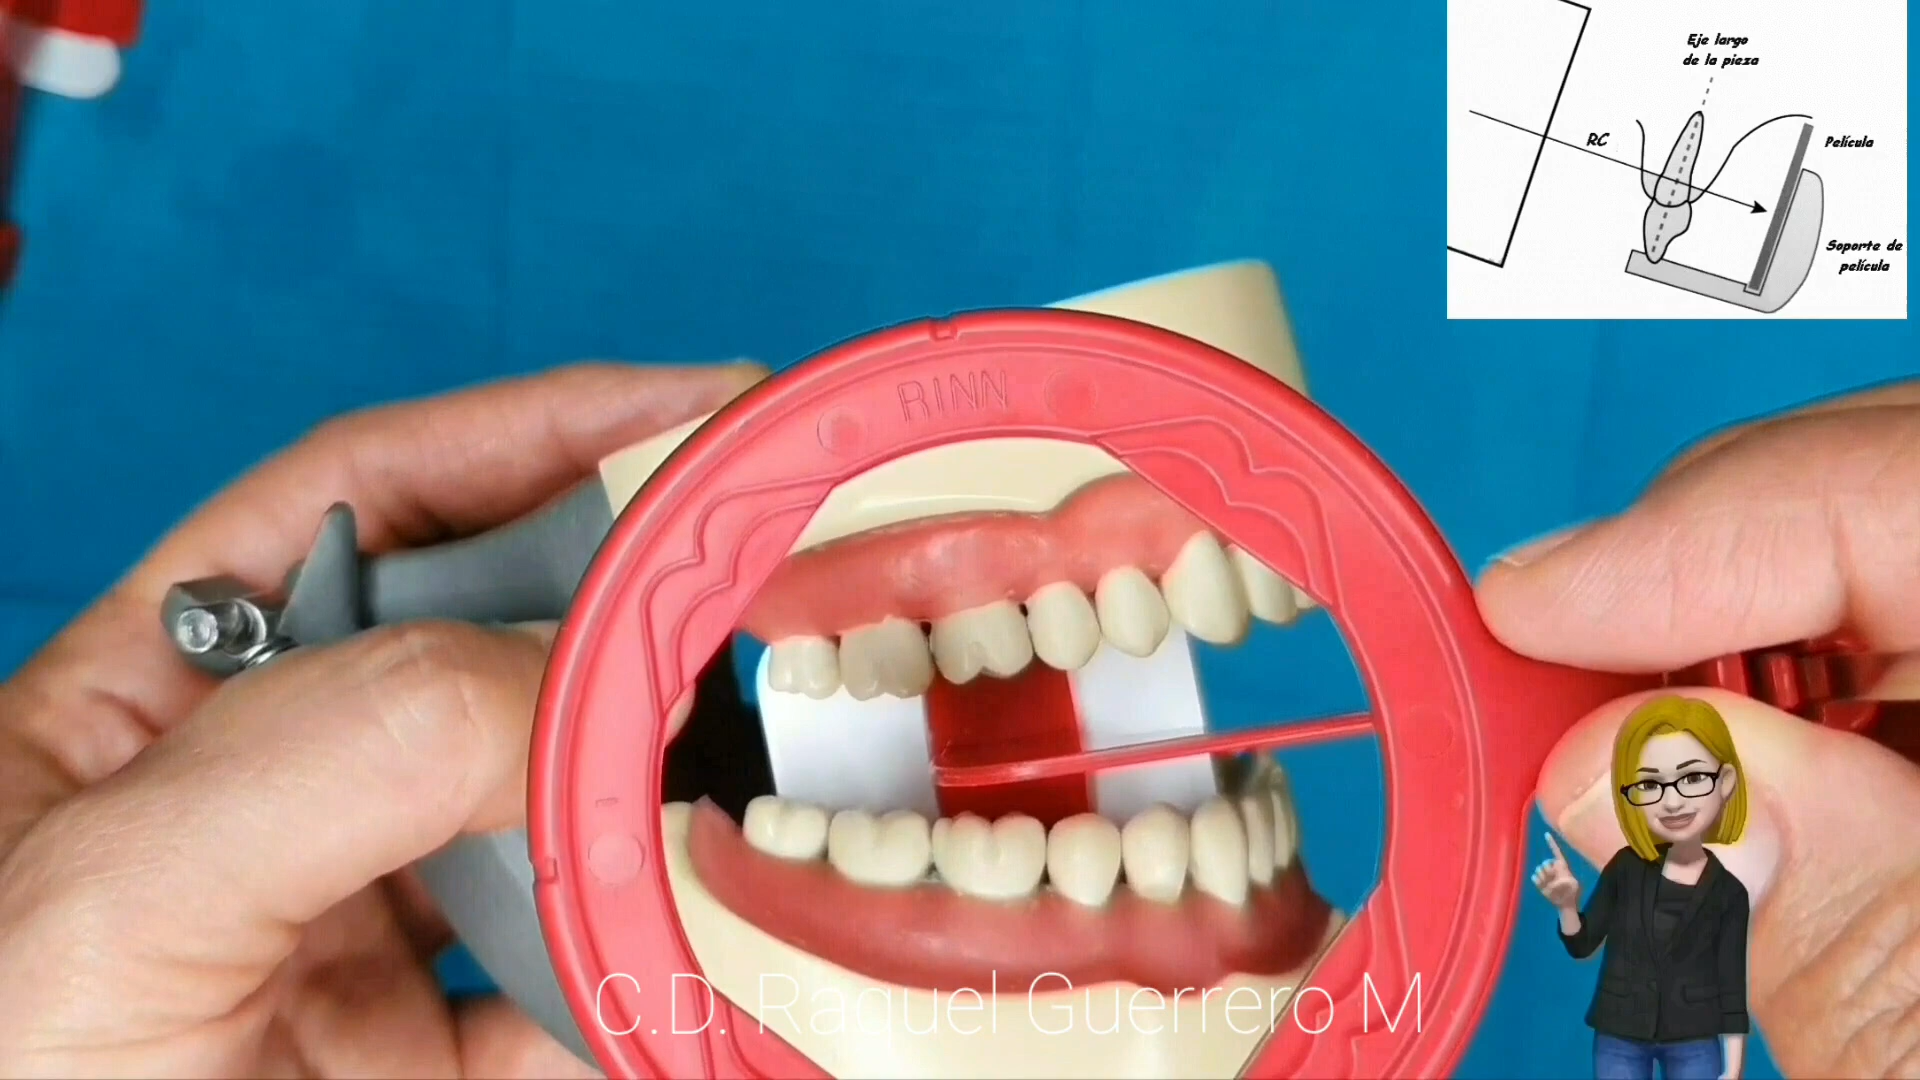 Eje largo
de la pieza
RC
Película
Soporte de
película
RINN
C.D. Raquel Guerrero M